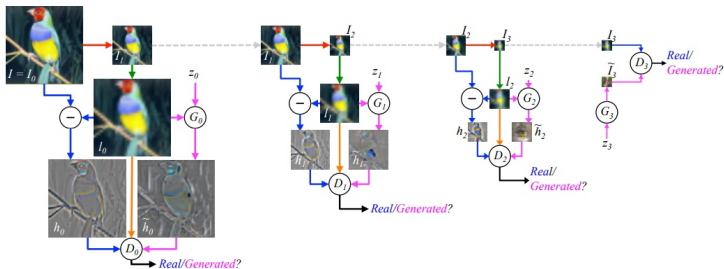 I = I₀
I₁
z₀
−
l₀
G₀
h₀
h̃₀
D₀
Real/Generated?
I₁
I₂
z₁
−
l₁
G₁
h₁
h̃₁
D₁
Real/Generated?
I₂
I₃
z₂
−
l₂
G₂
h₂
h̃₂
D₂
Real/
Generated?
I₃
Ĩ₃
D₃
Real/
Generated?
G₃
z₃